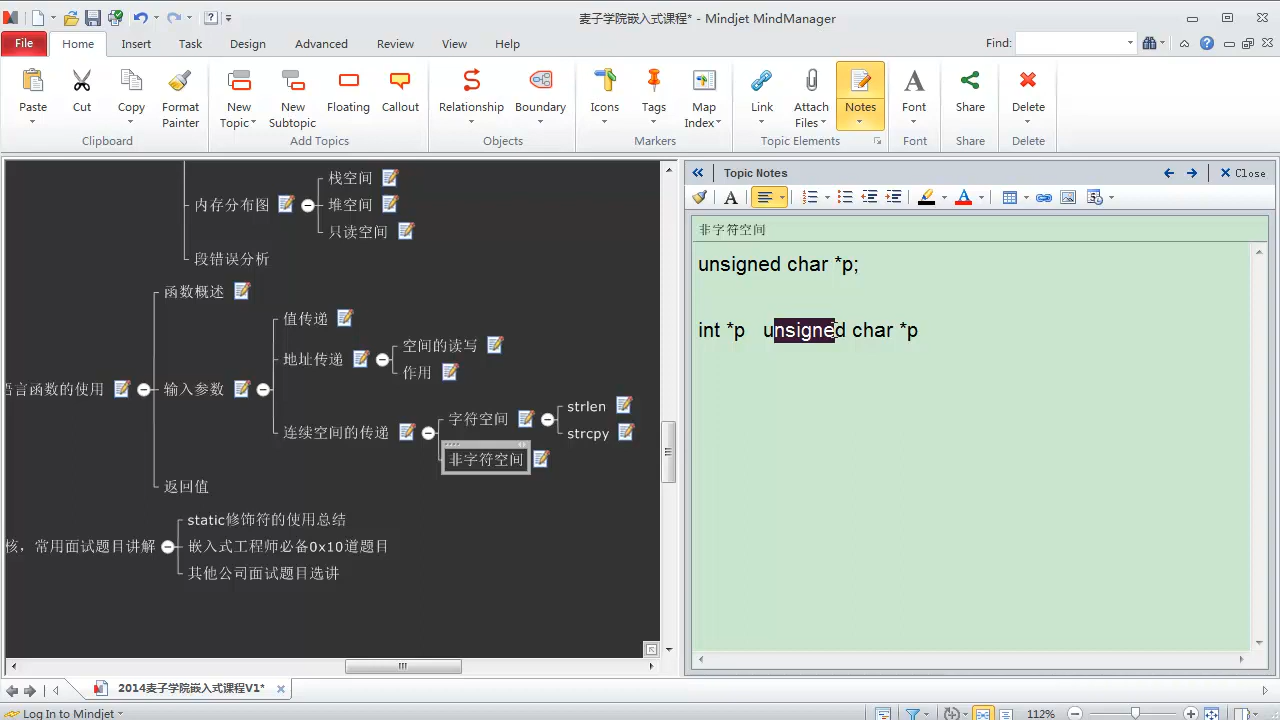 麦子学院嵌入式课程* - Mindjet MindManager
File Home Insert Task Design Advanced Review View Help
Find:
Paste Cut Copy Format Painter
New Topic New Subtopic Floating Callout
Relationship Boundary
Icons Tags Map Index
Link Attach Files Notes
Font Share Delete
Clipboard Add Topics Objects Markers Topic Elements Font Share Delete
栈空间
内存分布图 堆空间
只读空间
段错误分析
函数概述
值传递
空间的读写
地址传递
作用
语言函数的使用 输入参数
字符空间 strlen
连续空间的传递 strcpy
非字符空间
返回值
static修饰符的使用总结
核，常用面试题目讲解 嵌入式工程师必备0x10道题目
其他公司面试题目选讲
Topic Notes
Close
非字符空间
unsigned char *p;
int *p unsigned char *p
2014麦子学院嵌入式课程V1*
Log In to Mindjet
112%